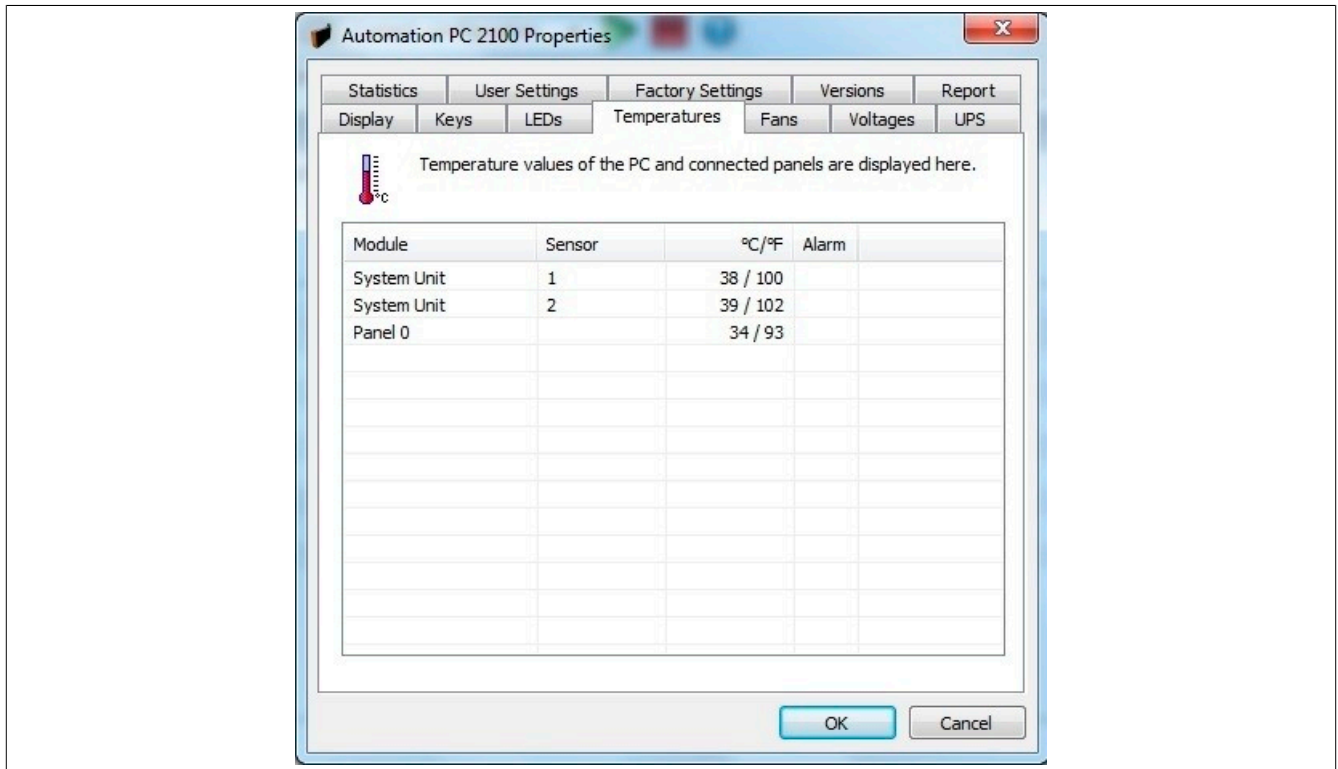 Automation PC 2100 Properties
Statistics User Settings Factory Settings Versions Report
Display Keys LEDs Temperatures Fans Voltages UPS
Temperature values of the PC and connected panels are displayed here.
°C
Module Sensor °C/°F Alarm
System Unit 1 38 / 100
System Unit 2 39 / 102
Panel 0 34 / 93
OK Cancel